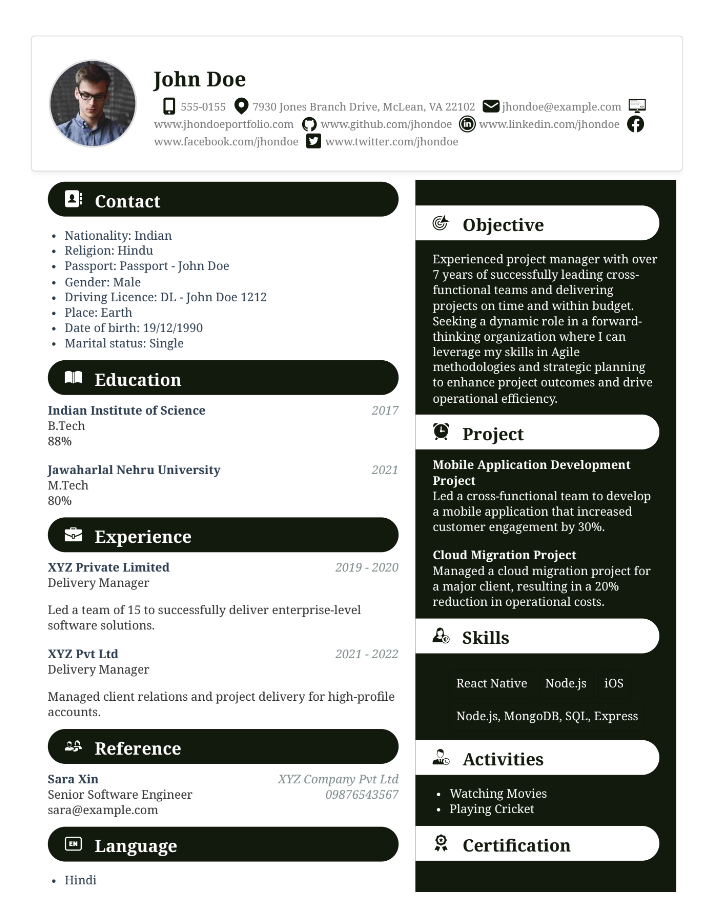 John Doe
555-0155 7930 Jones Branch Drive, McLean, VA 22102 jhondoe@example.com
www.jhondoeportfolio.com www.github.com/jhondoe www.linkedin.com/jhondoe
www.facebook.com/jhondoe www.twitter.com/jhondoe
Contact
Nationality: Indian
Religion: Hindu
Passport: Passport - John Doe
Gender: Male
Driving Licence: DL - John Doe 1212
Place: Earth
Date of birth: 19/12/1990
Marital status: Single
Education
Indian Institute of Science 2017
B.Tech
88%
Jawaharlal Nehru University 2021
M.Tech
80%
Experience
XYZ Private Limited 2019 - 2020
Delivery Manager
Led a team of 15 to successfully deliver enterprise-level
software solutions.
XYZ Pvt Ltd 2021 - 2022
Delivery Manager
Managed client relations and project delivery for high-profile
accounts.
Reference
Sara Xin XYZ Company Pvt Ltd
Senior Software Engineer 09876543567
sara@example.com
EN Language
Hindi
Objective
Experienced project manager with over
7 years of successfully leading cross-
functional teams and delivering
projects on time and within budget.
Seeking a dynamic role in a forward-
thinking organization where I can
leverage my skills in Agile
methodologies and strategic planning
to enhance project outcomes and drive
operational efficiency.
Project
Mobile Application Development
Project
Led a cross-functional team to develop
a mobile application that increased
customer engagement by 30%.
Cloud Migration Project
Managed a cloud migration project for
a major client, resulting in a 20%
reduction in operational costs.
Skills
React Native Node.js iOS
Node.js, MongoDB, SQL, Express
Activities
Watching Movies
Playing Cricket
Certification